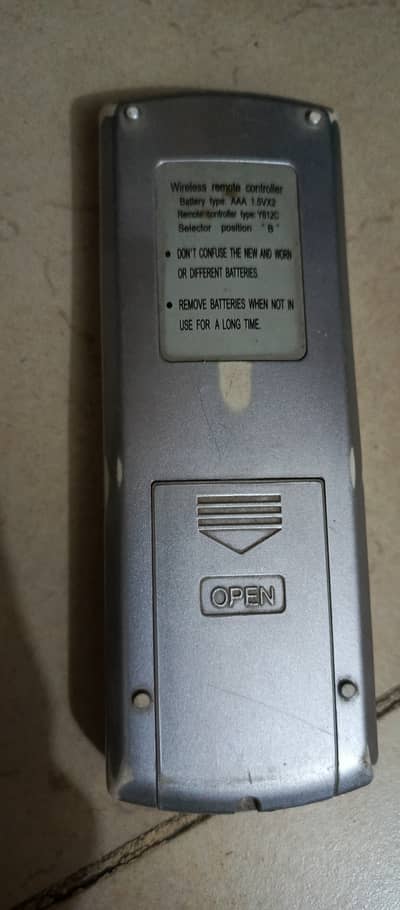 Wireless remote controller
Battery type: AAA 1.5VX2
Remote controller type: Y612C
Selector position "B"
• DON'T CONFUSE THE NEW AND WORN
OR DIFFERENT BATTERIES
• REMOVE BATTERIES WHEN NOT IN
USE FOR A LONG TIME.
OPEN